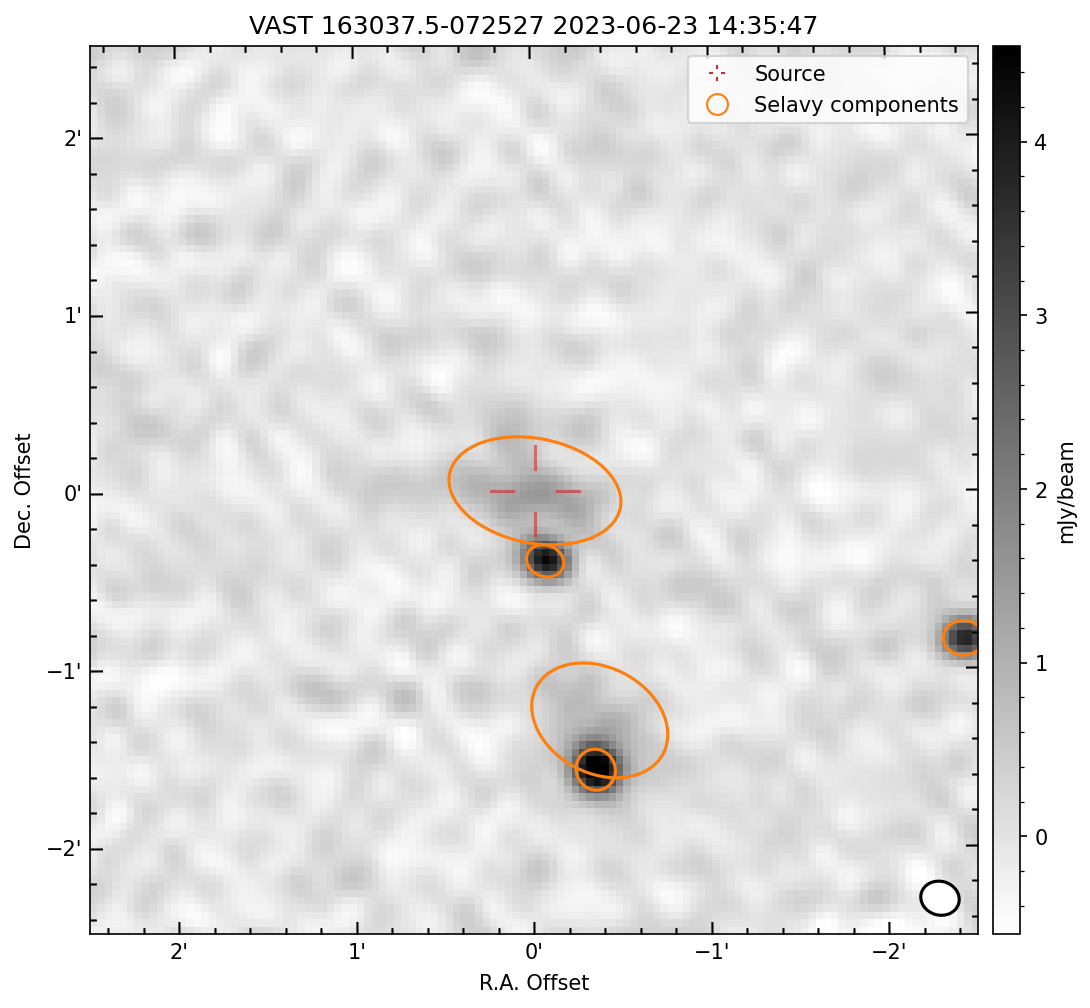 VAST 163037.5-072527 2023-06-23 14:35:47
Source
Selavy components
2'
1'
0'
−1'
−2'
Dec. Offset
2'
1'
0'
−1'
−2'
R.A. Offset
4
3
2
1
0
mJy/beam